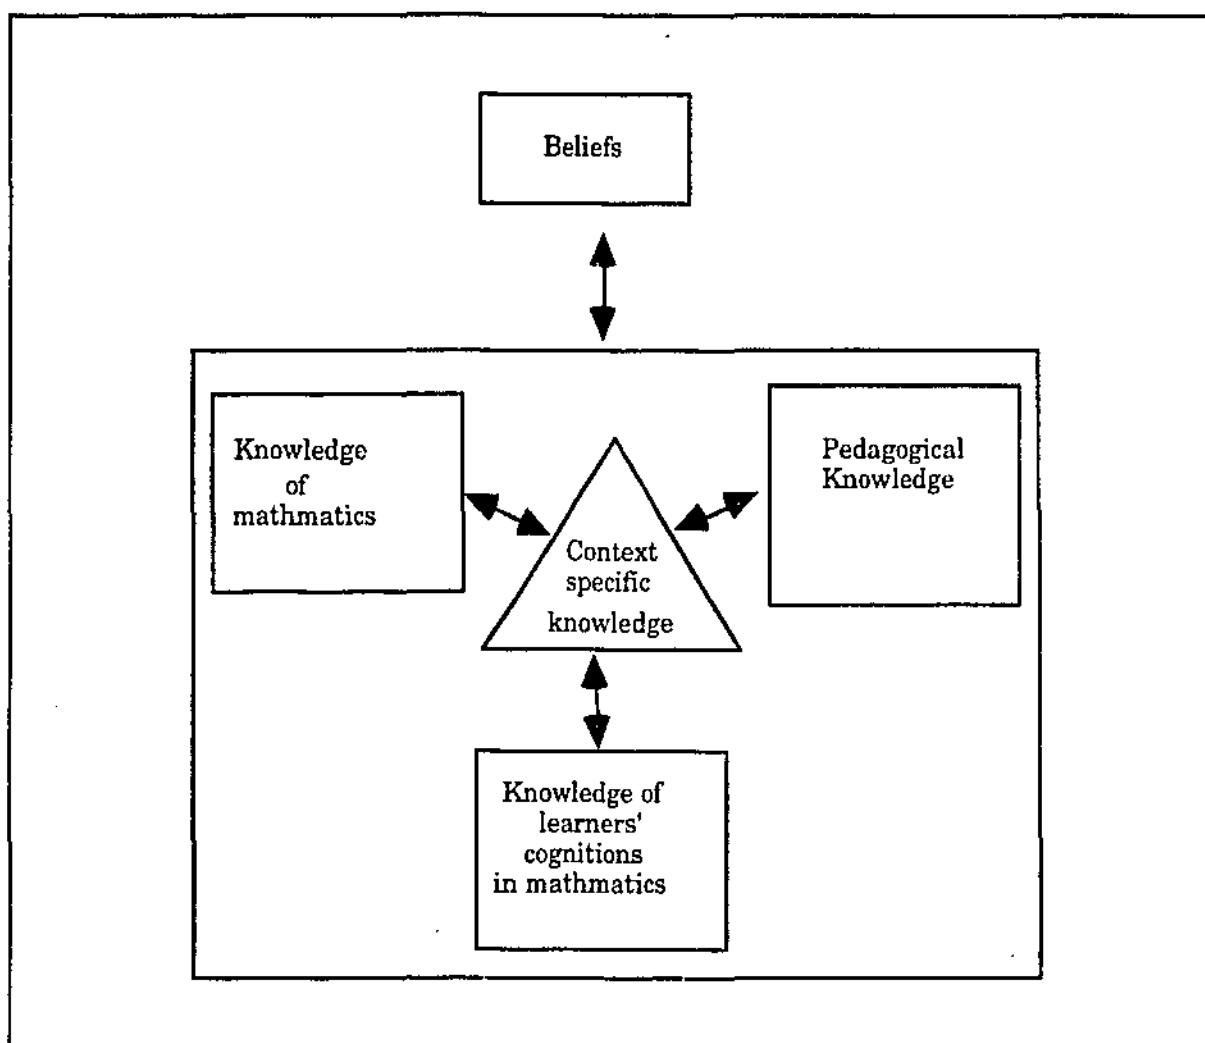 Beliefs
Knowledge
of
mathmatics
Pedagogical
Knowledge
Context
specific
knowledge
Knowledge of
learners'
cognitions
in mathmatics